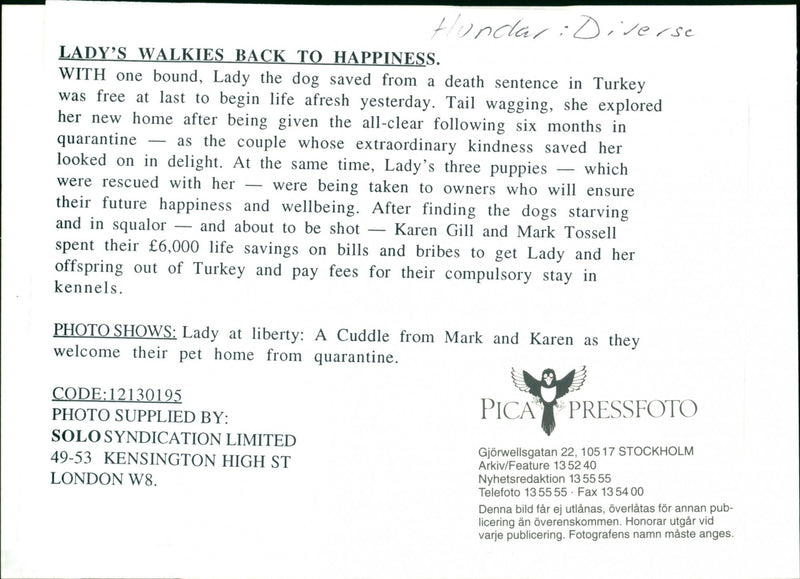 Hundar : Diverse
LADY'S WALKIES BACK TO HAPPINESS.
WITH one bound, Lady the dog saved from a death sentence in Turkey
was free at last to begin life afresh yesterday. Tail wagging, she explored
her new home after being given the all-clear following six months in
quarantine — as the couple whose extraordinary kindness saved her
looked on in delight. At the same time, Lady's three puppies — which
were rescued with her — were being taken to owners who will ensure
their future happiness and wellbeing. After finding the dogs starving
and in squalor — and about to be shot — Karen Gill and Mark Tossell
spent their £6,000 life savings on bills and bribes to get Lady and her
offspring out of Turkey and pay fees for their compulsory stay in
kennels.
PHOTO SHOWS: Lady at liberty: A Cuddle from Mark and Karen as they
welcome their pet home from quarantine.
CODE:12130195
PHOTO SUPPLIED BY:
SOLO SYNDICATION LIMITED
49-53 KENSINGTON HIGH ST
LONDON W8.
PICA PRESSFOTO
Gjörwellsgatan 22, 105 17 STOCKHOLM
Arkiv/Feature 13 52 40
Nyhetsredaktion 13 55 55
Telefoto 13 55 55 · Fax 13 54 00
Denna bild får ej utlånas, överlåtas för annan pub-
licering än överenskommen. Honorar utgår vid
varje publicering. Fotografens namn måste anges.